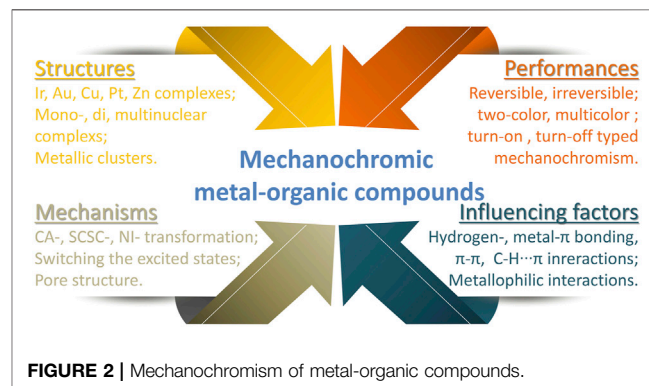 Structures
Ir, Au, Cu, Pt, Zn complexes;
Mono-, di, multinuclear
complexs;
Metallic clusters.
Performances
Reversible, irreversible;
two-color, multicolor ;
turn-on , turn-off typed
mechanochromism.
Mechanochromic
metal-organic compounds
Mechanisms
CA-, SCSC-, NI- transformation;
Switching the excited states;
Pore structure.
Influencing factors
Hydrogen-, metal-π bonding,
π-π, C-H···π inreractions;
Metallophilic interactions.
FIGURE 2 | Mechanochromism of metal-organic compounds.